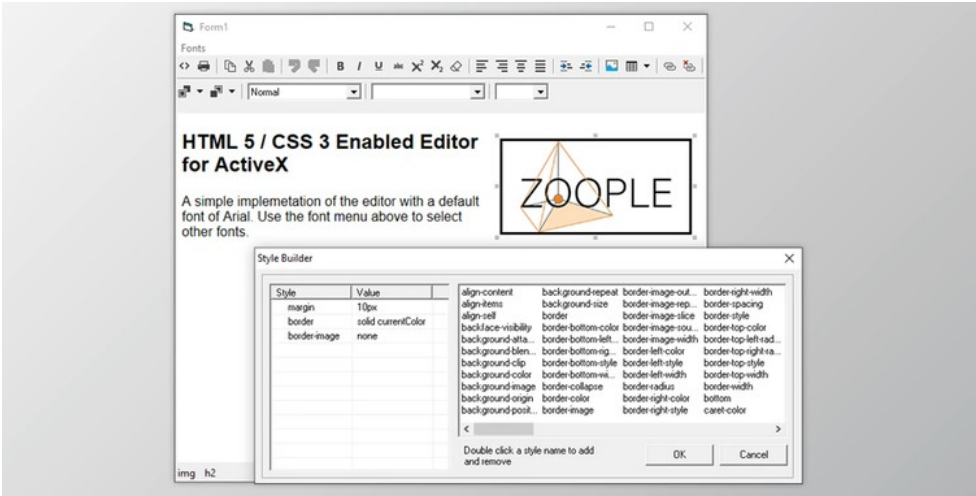 Form1
Fonts
Normal
HTML 5 / CSS 3 Enabled Editor
for ActiveX
A simple implemetation of the editor with a default
font of Arial. Use the font menu above to select
other fonts.
ZOOPLE
Style Builder
Style Value
margin 10px
border solid currentColor
border-image none
align-content background-repeat border-image-out... border-right-width
align-items background-size border-image-rep... border-spacing
align-self border border-image-slice border-style
backface-visibility border-bottom-color border-image-sou... border-top-color
background-atta... border-bottom-left... border-image-width border-top-left-rad...
background-blen... border-bottom-rig... border-left-color border-top-right-ra...
background-clip border-bottom-style border-left-style border-top-style
background-color border-bottom-wi... border-left-width border-top-width
background-image border-collapse border-radius border-width
background-origin border-color border-right-color bottom
background-posit... border-image border-right-style caret-color
Double click a style name to add
and remove
OK Cancel
img h2